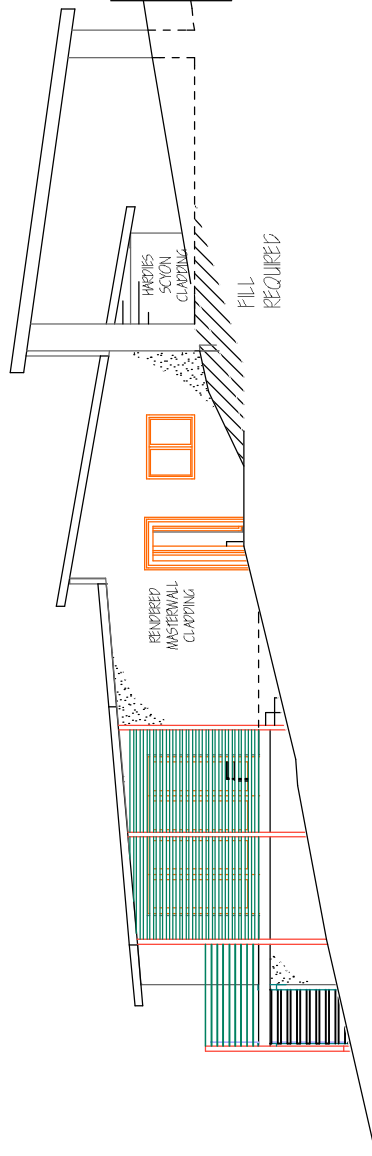 HARDIES
SCYON
CLADDING
FILL
REQUIRED
RENDERED
MASTERWALL
CLADDING